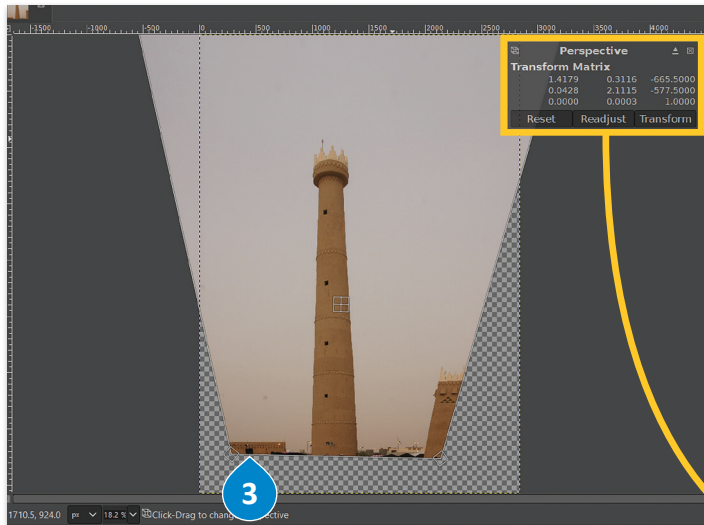 -1500 -1000 -500 0 500 1000 1500 2000 2500 3000 3500 4000
Perspective
Transform Matrix
1.4179 0.3116 -665.5000
0.0428 2.1115 -577.5000
0.0000 0.0003 1.0000
Reset Readjust Transform
3
1710.5, 924.0 px 18.2 % Click-Drag to chang